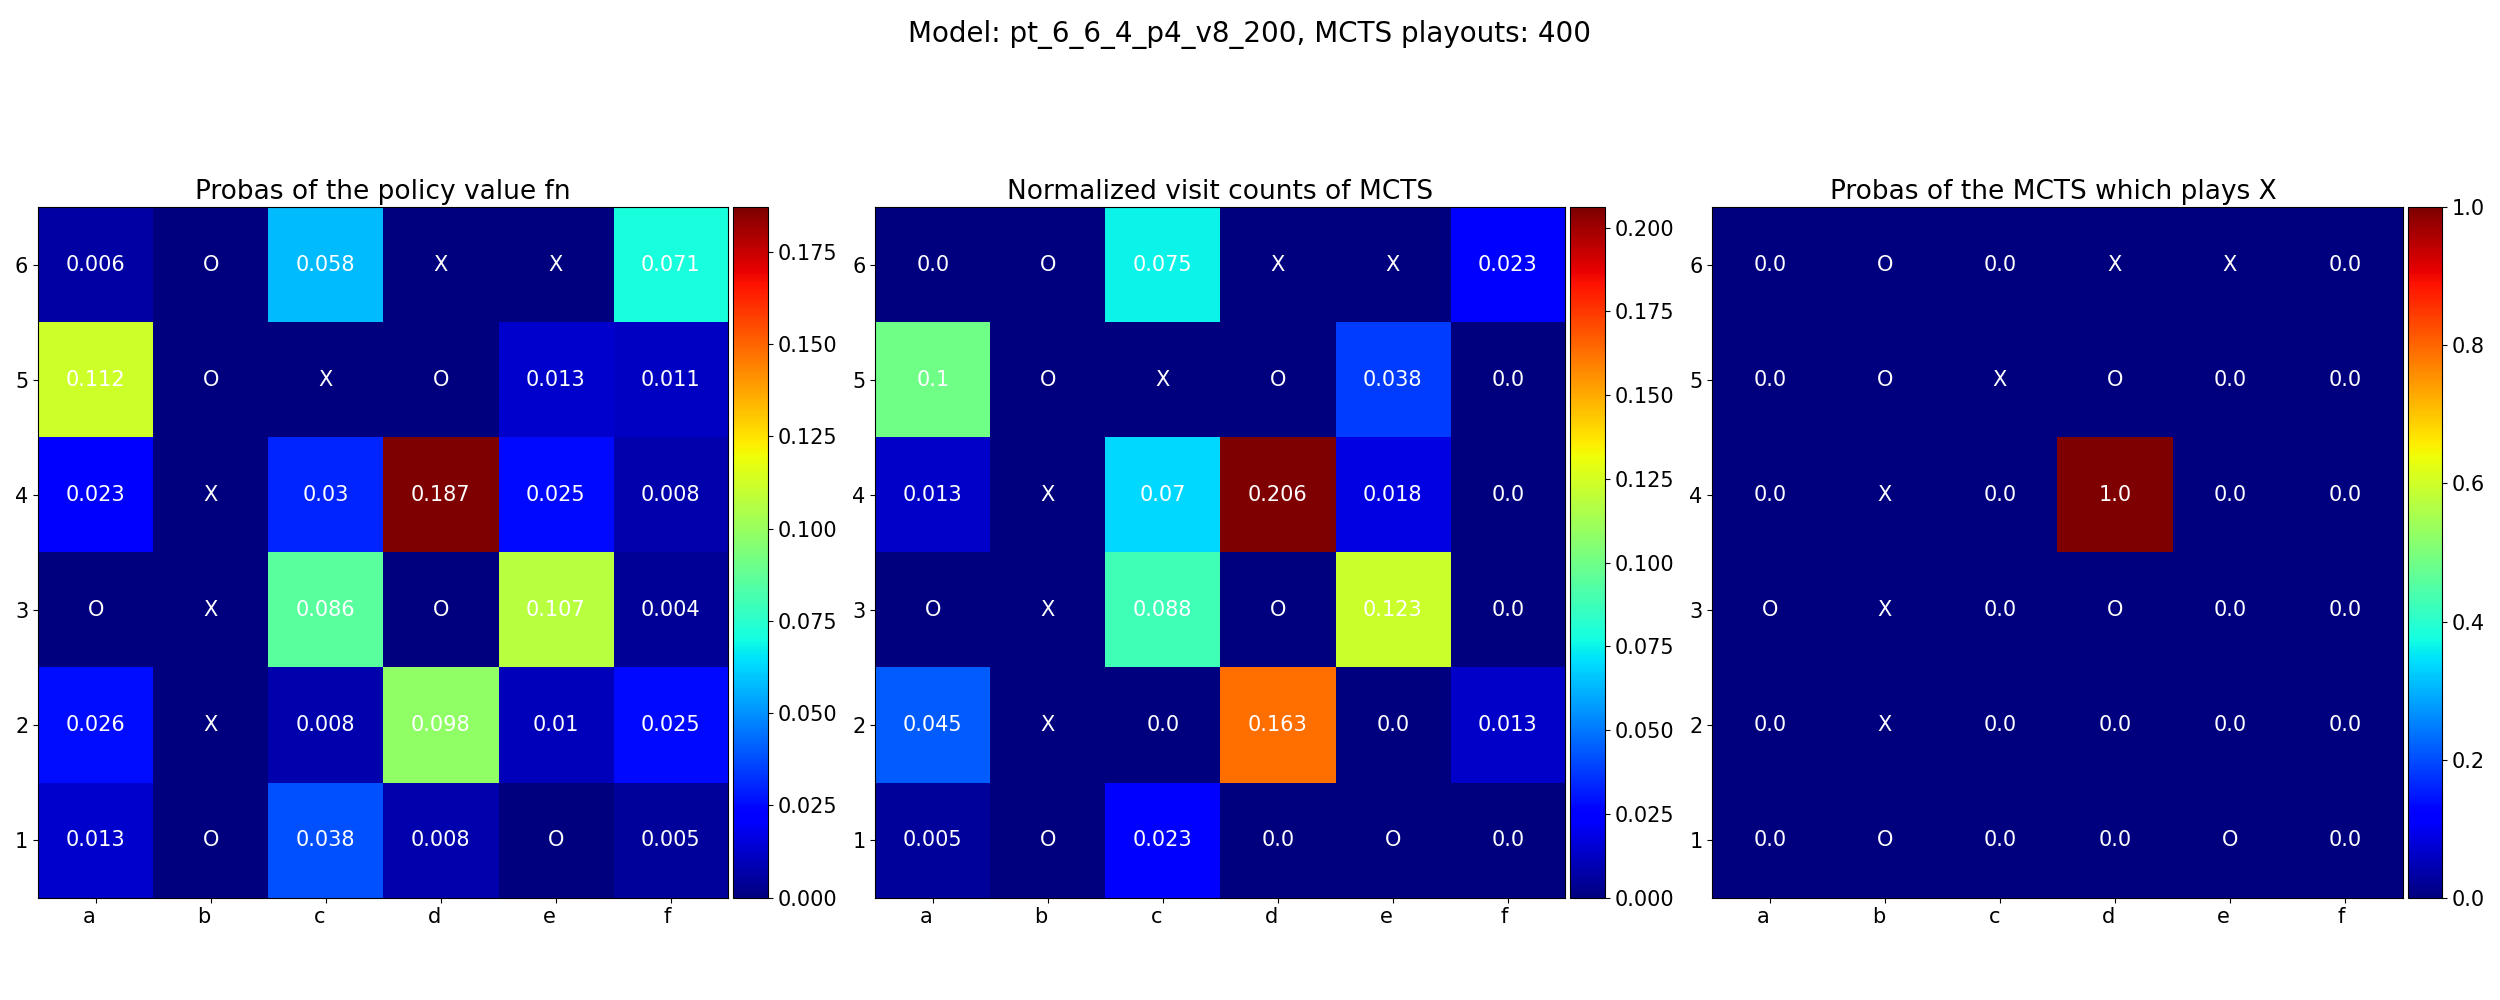 Model: pt_6_6_4_p4_v8_200, MCTS playouts: 400
Probas of the policy value fn
6 0.006 O 0.058 X X 0.071
5 0.112 O X O 0.013 0.011
4 0.023 X 0.03 0.187 0.025 0.008
3 O X 0.086 O 0.107 0.004
2 0.026 X 0.008 0.098 0.01 0.025
1 0.013 O 0.038 0.008 O 0.005
a b c d e f
0.175
0.150
0.125
0.100
0.075
0.050
0.025
0.000
Normalized visit counts of MCTS
6 0.0 O 0.075 X X 0.023
5 0.1 O X O 0.038 0.0
4 0.013 X 0.07 0.206 0.018 0.0
3 O X 0.088 O 0.123 0.0
2 0.045 X 0.0 0.163 0.0 0.013
1 0.005 O 0.023 0.0 O 0.0
a b c d e f
0.200
0.175
0.150
0.125
0.100
0.075
0.050
0.025
0.000
Probas of the MCTS which plays X
6 0.0 O 0.0 X X 0.0
5 0.0 O X O 0.0 0.0
4 0.0 X 0.0 1.0 0.0 0.0
3 O X 0.0 O 0.0 0.0
2 0.0 X 0.0 0.0 0.0 0.0
1 0.0 O 0.0 0.0 O 0.0
a b c d e f
1.0
0.8
0.6
0.4
0.2
0.0